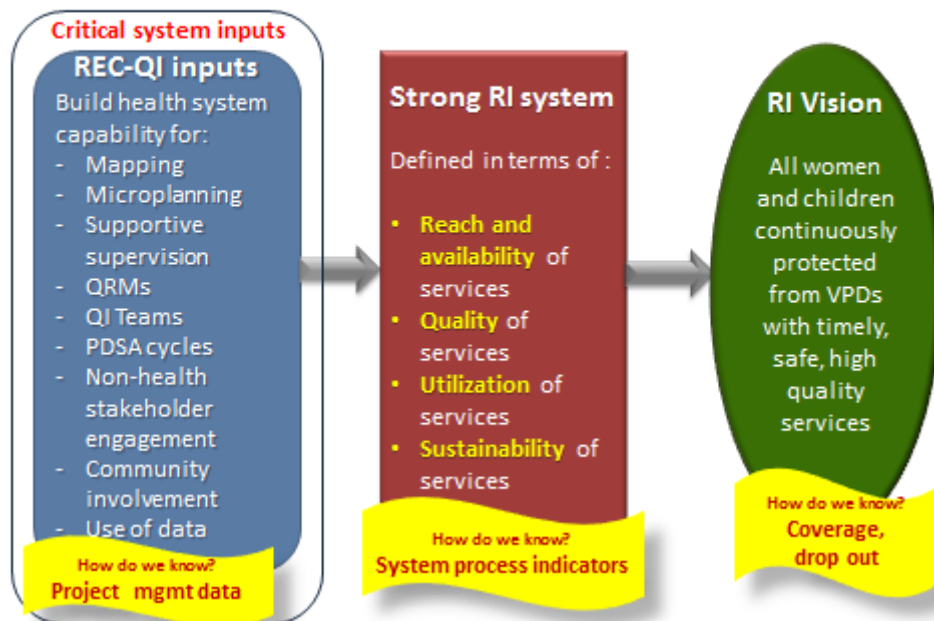 Critical system inputs
REC-QI inputs
Build health system
capability for:
- Mapping
- Microplanning
- Supportive
supervision
- QRMs
- QI Teams
- PDSA cycles
- Non-health
stakeholder
engagement
- Community
involvement
- Use of data
How do we know?
Project mgmt data
Strong RI system
Defined in terms of :
• Reach and
availability of
services
• Quality of
services
• Utilization of
services
• Sustainability of
services
How do we know?
System process indicators
RI Vision
All women
and children
continuously
protected
from VPDs
with timely,
safe, high
quality
services
How do we know?
Coverage,
drop out